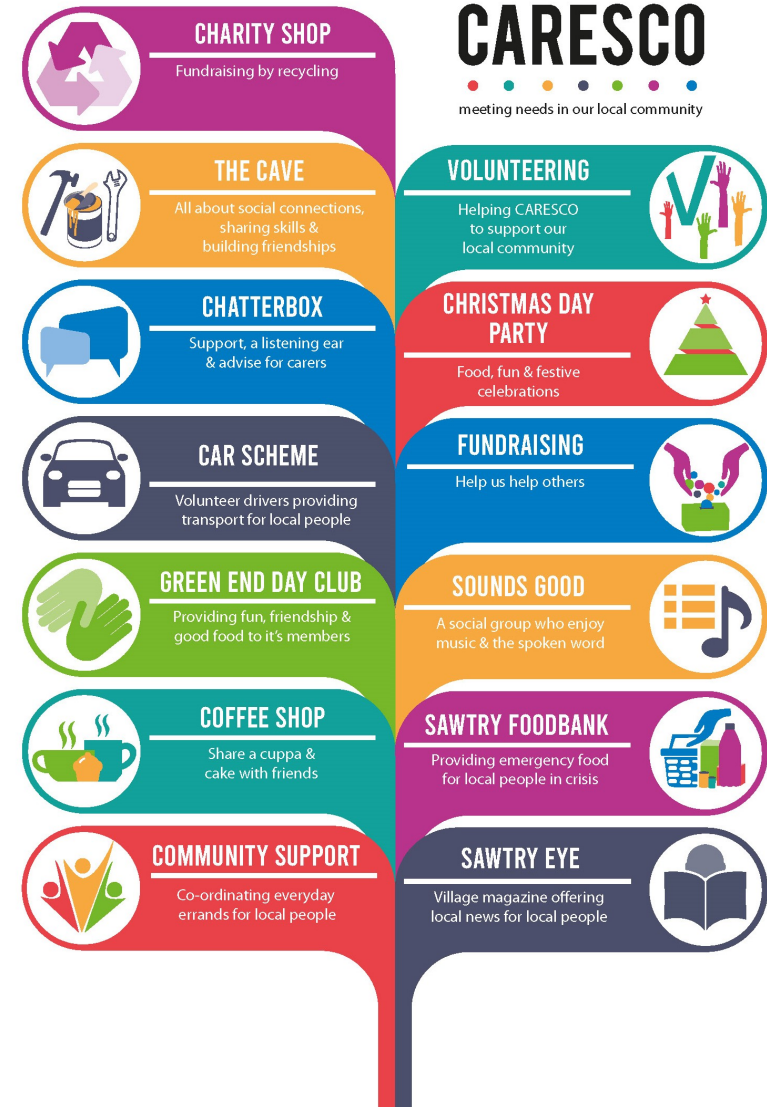 CARESCO
meeting needs in our local community
CHARITY SHOP
Fundraising by recycling
THE CAVE
All about social connections,
sharing skills &
building friendships
CHATTERBOX
Support, a listening ear
& advise for carers
CAR SCHEME
Volunteer drivers providing
transport for local people
GREEN END DAY CLUB
Providing fun, friendship &
good food to it's members
COFFEE SHOP
Share a cuppa &
cake with friends
COMMUNITY SUPPORT
Co-ordinating everyday
errands for local people
VOLUNTEERING
Helping CARESCO
to support our
local community
CHRISTMAS DAY
PARTY
Food, fun & festive
celebrations
FUNDRAISING
Help us help others
SOUNDS GOOD
A social group who enjoy
music & the spoken word
SAWTRY FOODBANK
Providing emergency food
for local people in crisis
SAWTRY EYE
Village magazine offering
local news for local people